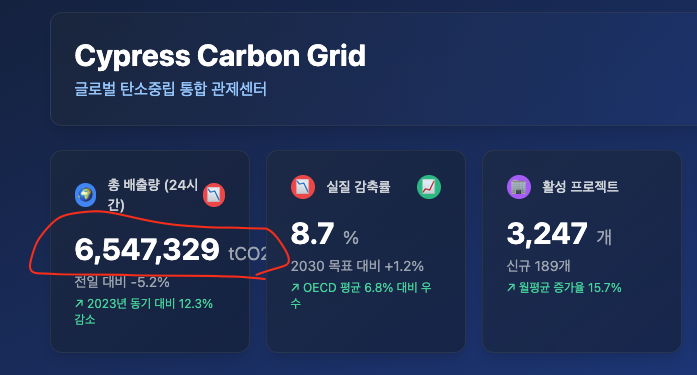 Cypress Carbon Grid
글로벌 탄소중립 통합 관제센터
총 배출량 (24시
간)
6,547,329 tCO2
전일 대비 -5.2%
↗ 2023년 동기 대비 12.3%
감소
실질 감축률
8.7 %
2030 목표 대비 +1.2%
↗ OECD 평균 6.8% 대비 우
수
활성 프로젝트
3,247 개
신규 189개
↗ 월평균 증가율 15.7%